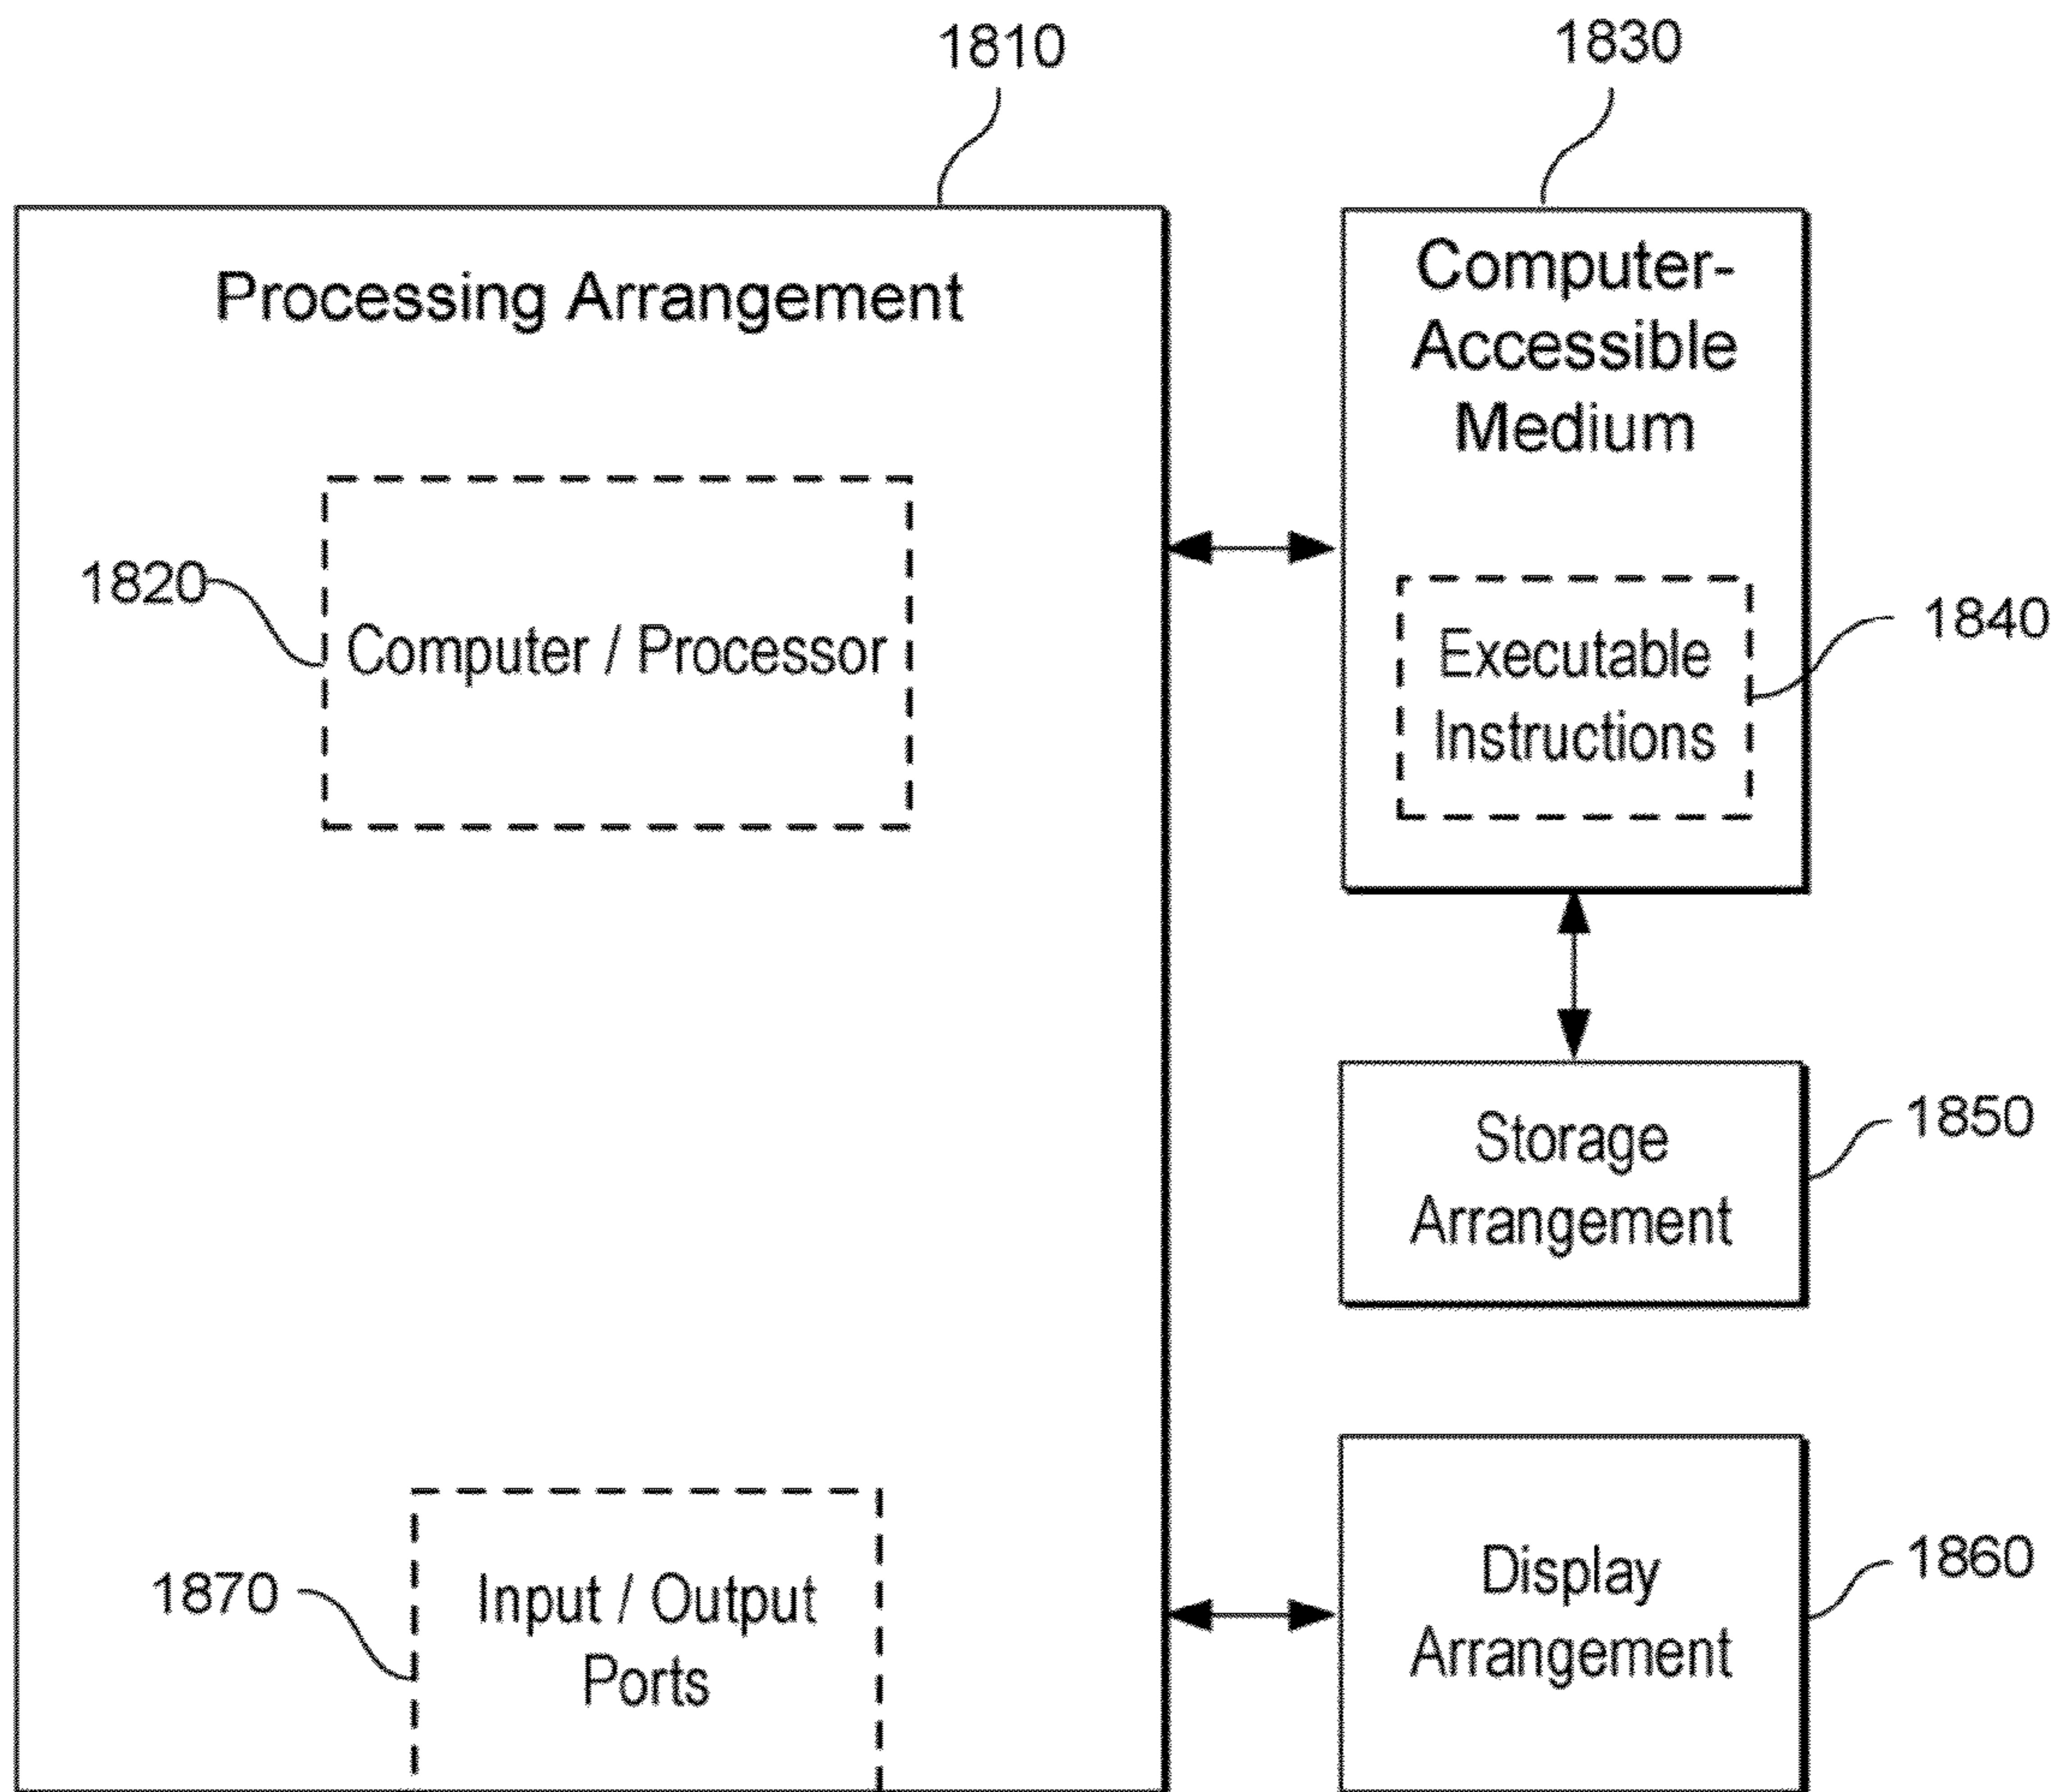 1810
1830
Processing Arrangement
Computer-
Accessible
Medium
1820
Computer / Processor
Executable
Instructions
1840
Storage
Arrangement
1850
1870
Input / Output
Ports
Display
Arrangement
1860